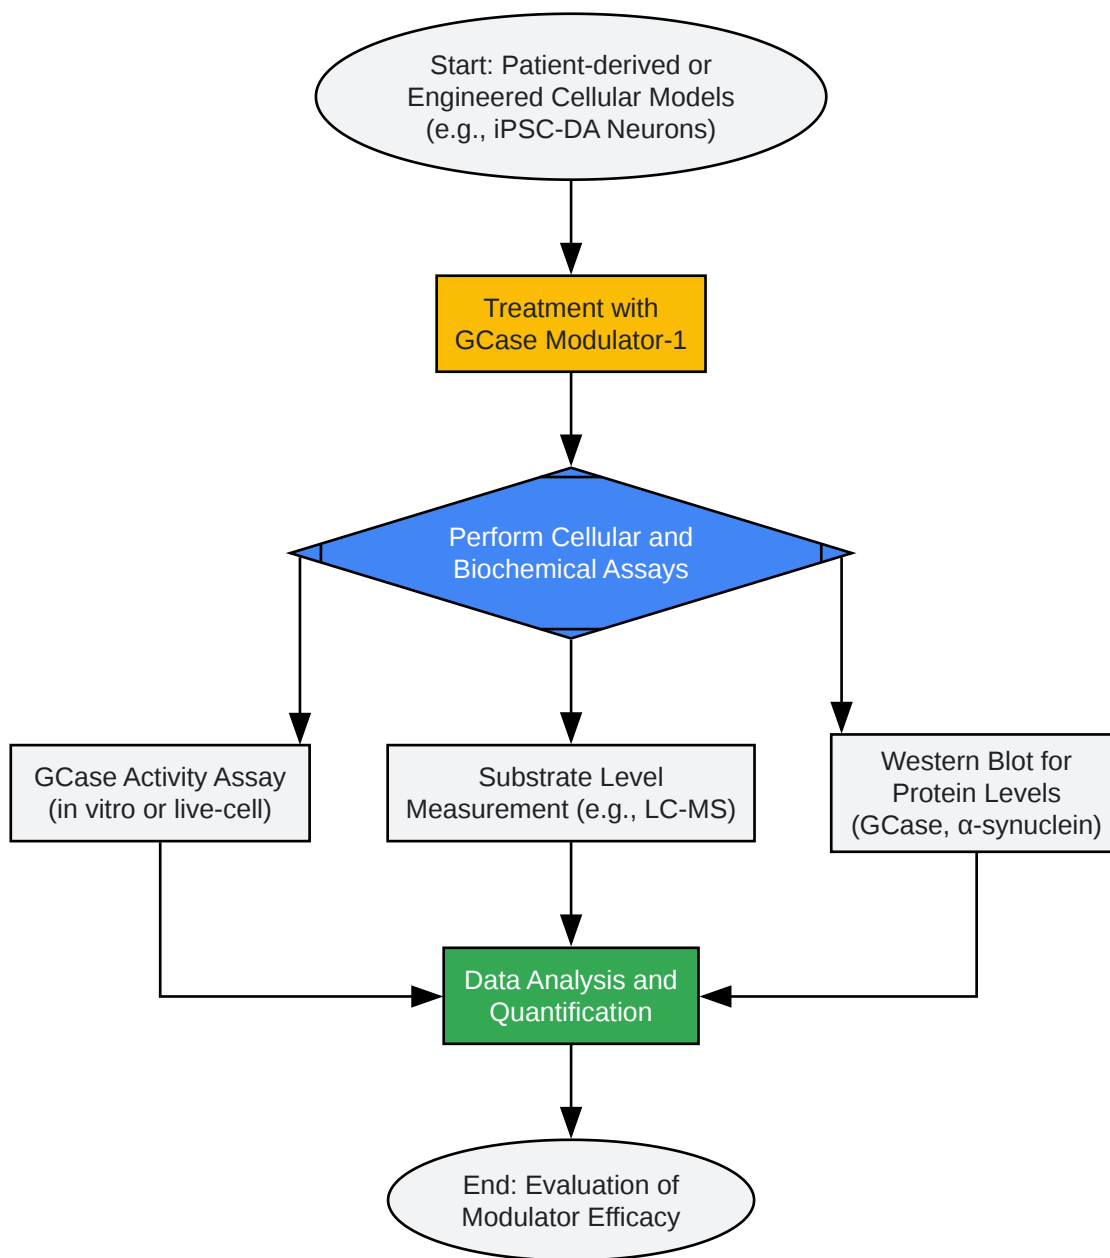 Start: Patient-derived or
Engineered Cellular Models
(e.g., iPSC-DA Neurons)
Treatment with
GCase Modulator-1
Perform Cellular and
Biochemical Assays
GCase Activity Assay
(in vitro or live-cell)
Substrate Level
Measurement (e.g., LC-MS)
Western Blot for
Protein Levels
(GCase, α-synuclein)
Data Analysis and
Quantification
End: Evaluation of
Modulator Efficacy